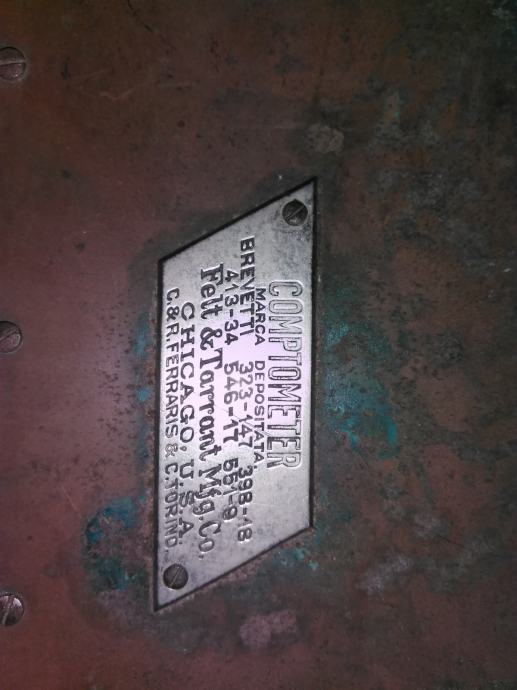 COMPTOMETER
MARCA DEPOSITATA.
BREVETTI 323-147 398-18
413-34 546-17 551-9
Felt & Tarrant Mfg. Co.
CHICAGO, U.S.A.
C.& R. FERRARIS & C. TORINO.